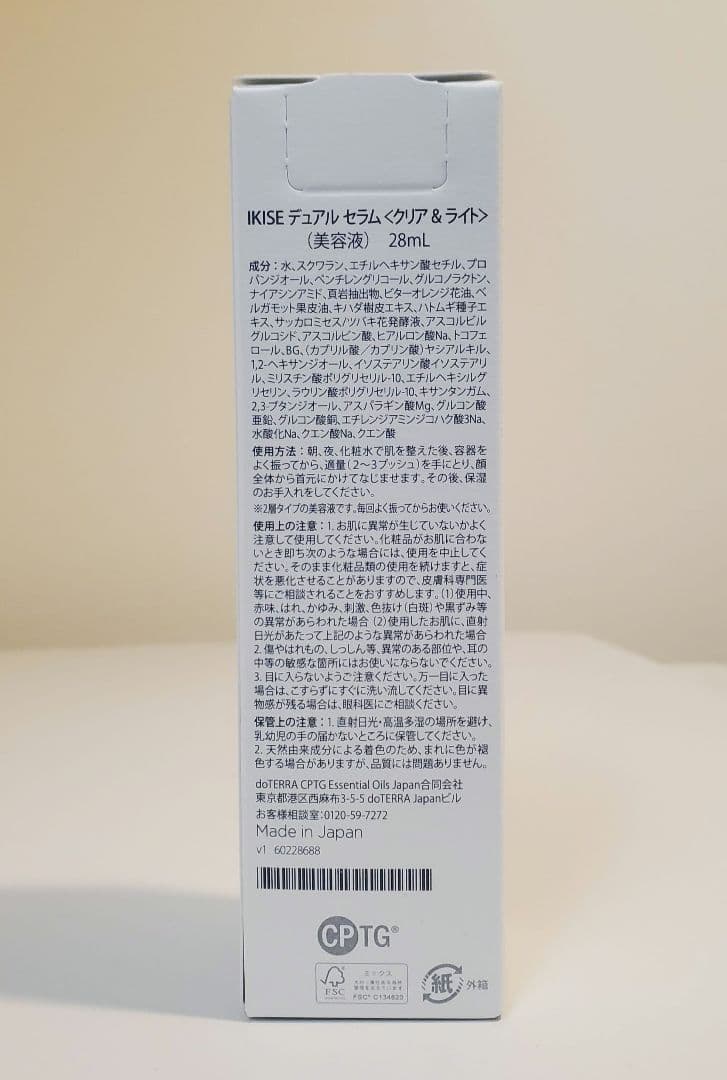 IKISE デュアル セラム〈クリア & ライト〉
(美容液) 28mL
成分：水、スクワラン、エチルヘキサン酸セチル、プロ
パンジオール、ペンチレングリコール、グルコノラクトン、
ナイアシンアミド、頁岩抽出物、ビターオレンジ花油、ベ
ルガモット果皮油、キハダ樹皮エキス、ハトムギ種子エ
キス、サッカロミセス/ツバキ花発酵液、アスコルビル
グルコシド、アスコルビン酸、ヒアルロン酸Na、トコフェ
ロール、BG、(カプリル酸／カプリン酸)ヤシアルキル、
1,2-ヘキサンジオール、イソステアリン酸イソステアリ
ル、ミリスチン酸ポリグリセリル-10、エチルヘキシルグ
リセリン、ラウリン酸ポリグリセリル-10、キサンタンガム、
2,3-ブタンジオール、アスパラギン酸Mg、グルコン酸
亜鉛、グルコン酸銅、エチレンジアミンジコハク酸3Na、
水酸化Na、クエン酸Na、クエン酸
使用方法：朝、夜、化粧水で肌を整えた後、容器を
よく振ってから、適量(2〜3プッシュ)を手にとり、顔
全体から首元にかけてなじませます。その後、保湿
のお手入れをしてください。
※2層タイプの美容液です。毎回よく振ってからお使いください。
使用上の注意：1. お肌に異常が生じていないかよく
注意して使用してください。化粧品がお肌に合わな
いとき即ち次のような場合には、使用を中止してく
ださい。そのまま化粧品類の使用を続けますと、症
状を悪化させることがありますので、皮膚科専門医
等にご相談されることをおすすめします。(1)使用中、
赤味、はれ、かゆみ、刺激、色抜け(白斑)や黒ずみ等
の異常があらわれた場合 (2)使用したお肌に、直射
日光があたって上記のような異常があらわれた場合
2. 傷やはれもの、しっしん等、異常のある部位や、耳の
中等の敏感な箇所にはお使いにならないでください。
3. 目に入らないようご注意ください。万一目に入った
場合は、こすらずにすぐに洗い流してください。目に異
物感が残る場合は、眼科医にご相談ください。
保管上の注意：1. 直射日光・高温多湿の場所を避け、
乳幼児の手の届かないところに保管してください。
2. 天然由来成分による着色のため、まれに色が褪
色する場合がありますが、品質には問題ありません。
doTERRA CPTG Essential Oils Japan合同会社
東京都港区西麻布3-5-5 doTERRA Japanビル
お客様相談室：0120-59-7272
Made in Japan
v1 60228688
CPTG®
FSC
ミックス
FSC® C134825
紙 外箱